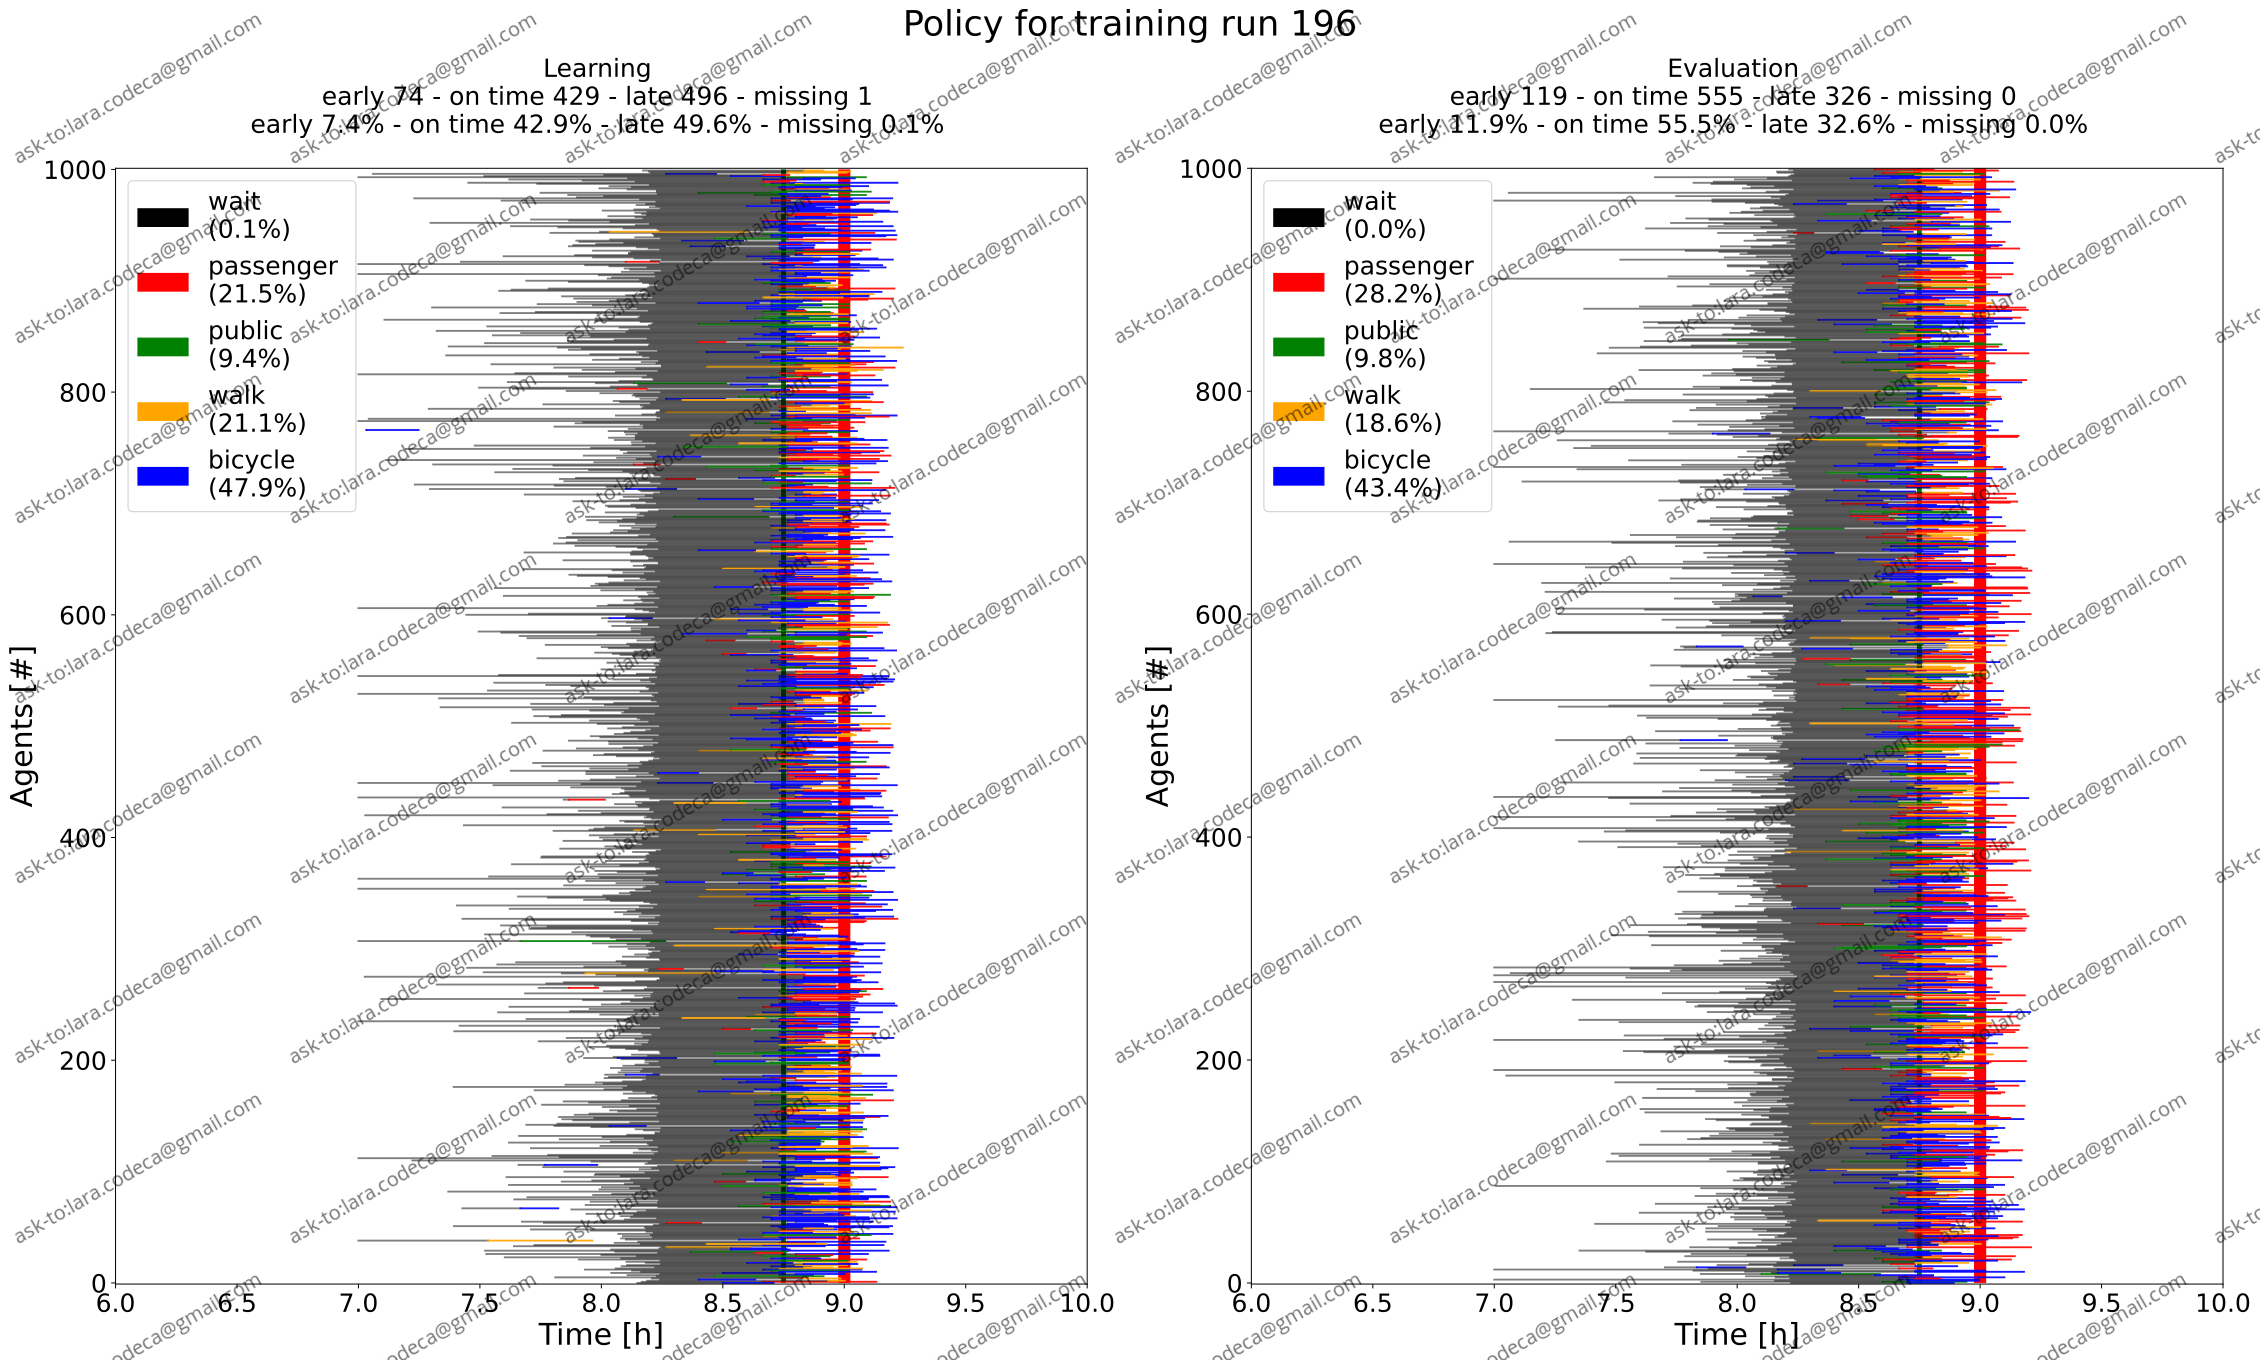 Policy for training run 196
Learning
early 74 - on time 429 - late 496 - missing 1
early 7.4% - on time 42.9% - late 49.6% - missing 0.1%
Evaluation
early 119 - on time 555 - late 326 - missing 0
early 11.9% - on time 55.5% - late 32.6% - missing 0.0%
wait
(0.1%)
passenger
(21.5%)
public
(9.4%)
walk
(21.1%)
bicycle
(47.9%)
1000
800
600
400
200
0
Agents [#]
6.0 6.5 7.0 7.5 8.0 8.5 9.0 9.5 10.0
Time [h]
wait
(0.0%)
passenger
(28.2%)
public
(9.8%)
walk
(18.6%)
bicycle
(43.4%)
1000
800
600
400
200
0
Agents [#]
6.0 6.5 7.0 7.5 8.0 8.5 9.0 9.5 10.0
Time [h]
ask-to:lara.codeca@gmail.com